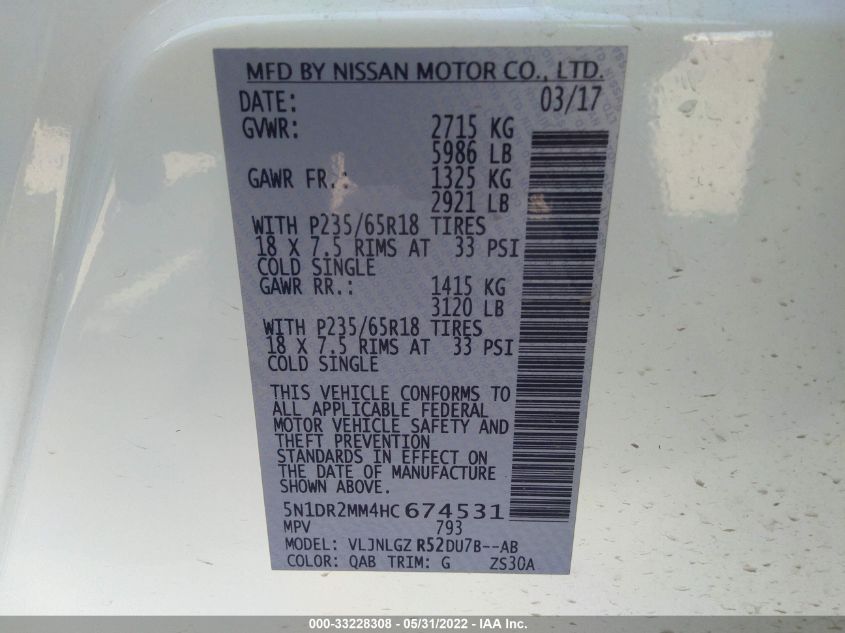 MFD BY NISSAN MOTOR CO., LTD.
DATE: 03/17
GVWR: 2715 KG
5986 LB
GAWR FR.: 1325 KG
2921 LB
WITH P235/65R18 TIRES
18 X 7.5 RIMS AT 33 PSI
COLD SINGLE
GAWR RR.: 1415 KG
3120 LB
WITH P235/65R18 TIRES
18 X 7.5 RIMS AT 33 PSI
COLD SINGLE
THIS VEHICLE CONFORMS TO
ALL APPLICABLE FEDERAL
MOTOR VEHICLE SAFETY AND
THEFT PREVENTION
STANDARDS IN EFFECT ON
THE DATE OF MANUFACTURE
SHOWN ABOVE.
5N1DR2MM4HC674531
MPV 793
MODEL: VLJNLGZ R52DU7B--AB
COLOR: QAB TRIM: G ZS30A
000-33228308 - 05/31/2022 - IAA Inc.